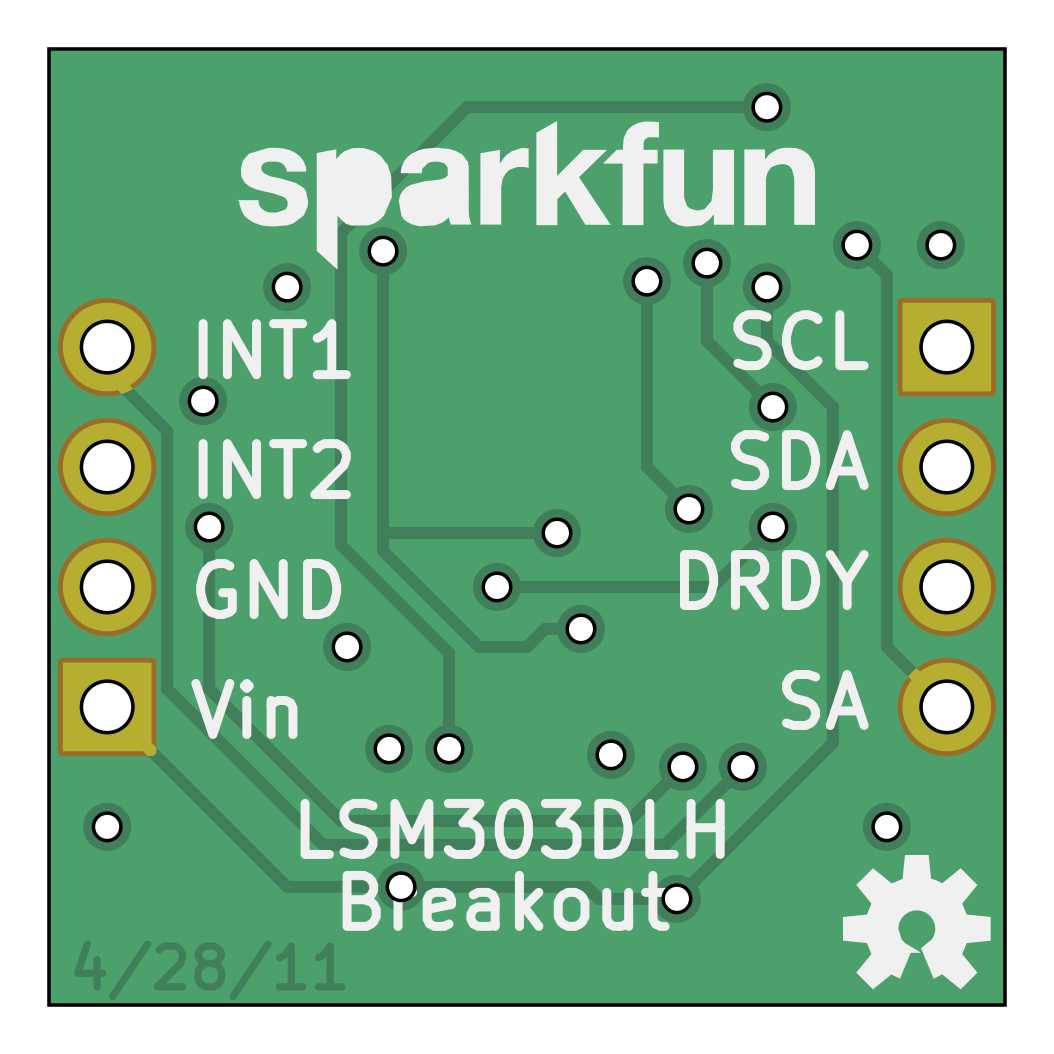 sparkfun
INT1
INT2
GND
Vin
SCL
SDA
DRDY
SA
LSM303DLH
Breakout
4/28/11